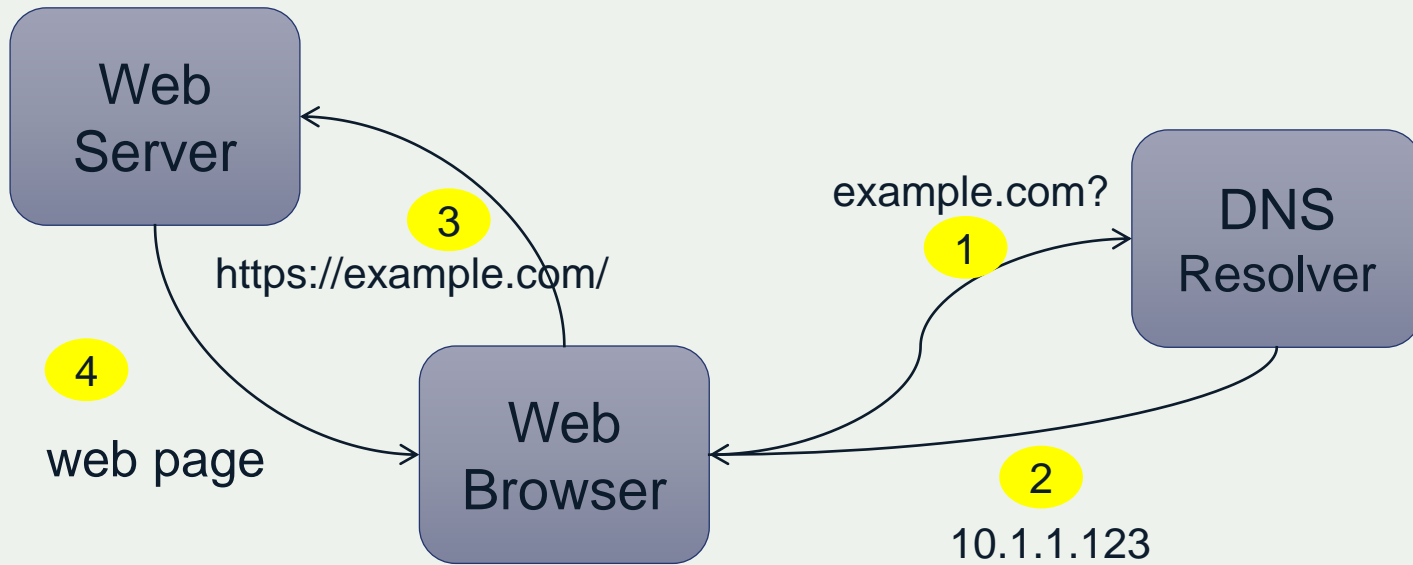 Web
Server
3
https://example.com/
4
web page
Web
Browser
example.com?
1
DNS
Resolver
2
10.1.1.123